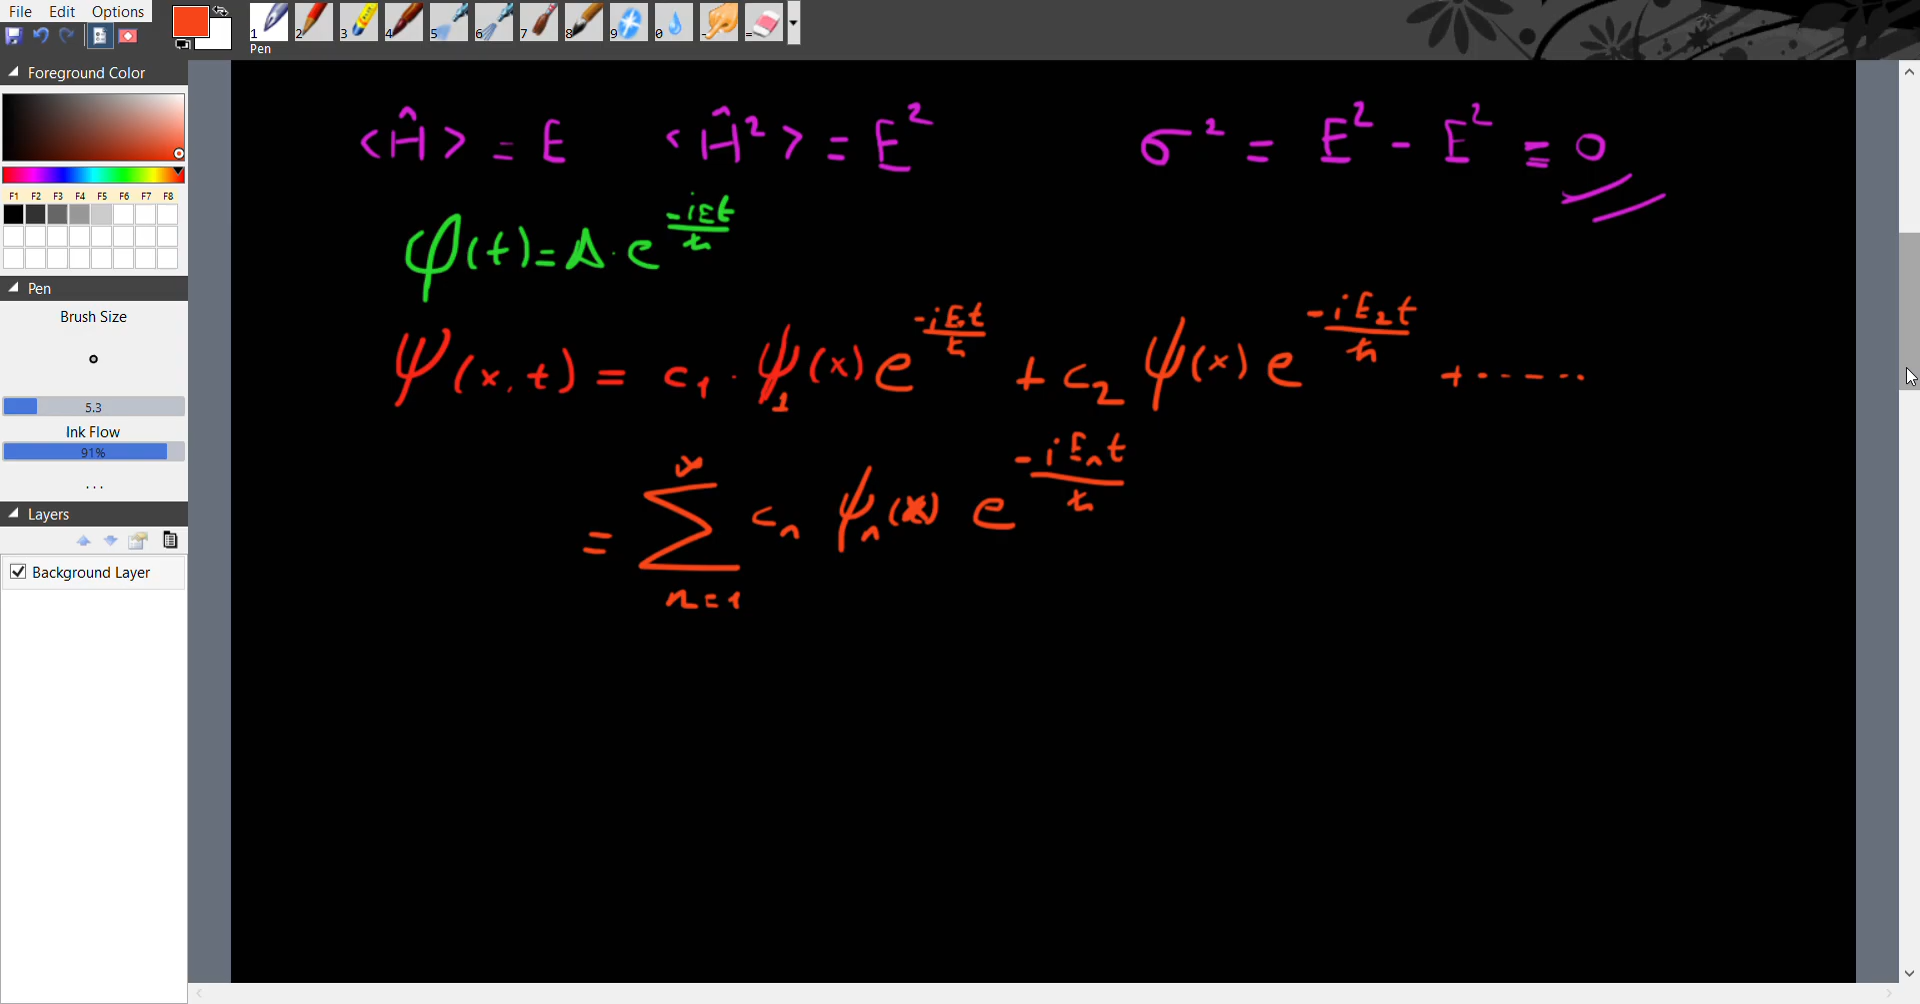 File Edit Options
1 2 3 4 5 6 7 8 9 0 - =
Pen
Foreground Color
F1 F2 F3 F4 F5 F6 F7 F8
Pen
Brush Size
5.3
Ink Flow
91%
...
Layers
Background Layer
<Ĥ> = E <Ĥ²> = E² σ² = E² - E² = 0
φ(t) = A · e^(-iEt/ħ)
Ψ(x,t) = c₁ · ψ₁(x) e^(-iE₁t/ħ) + c₂ ψ(x) e^(-iE₂t/ħ) + ......
= ∑_(n=1)^∞ cₙ ψₙ(x) e^(-iEₙt/ħ)